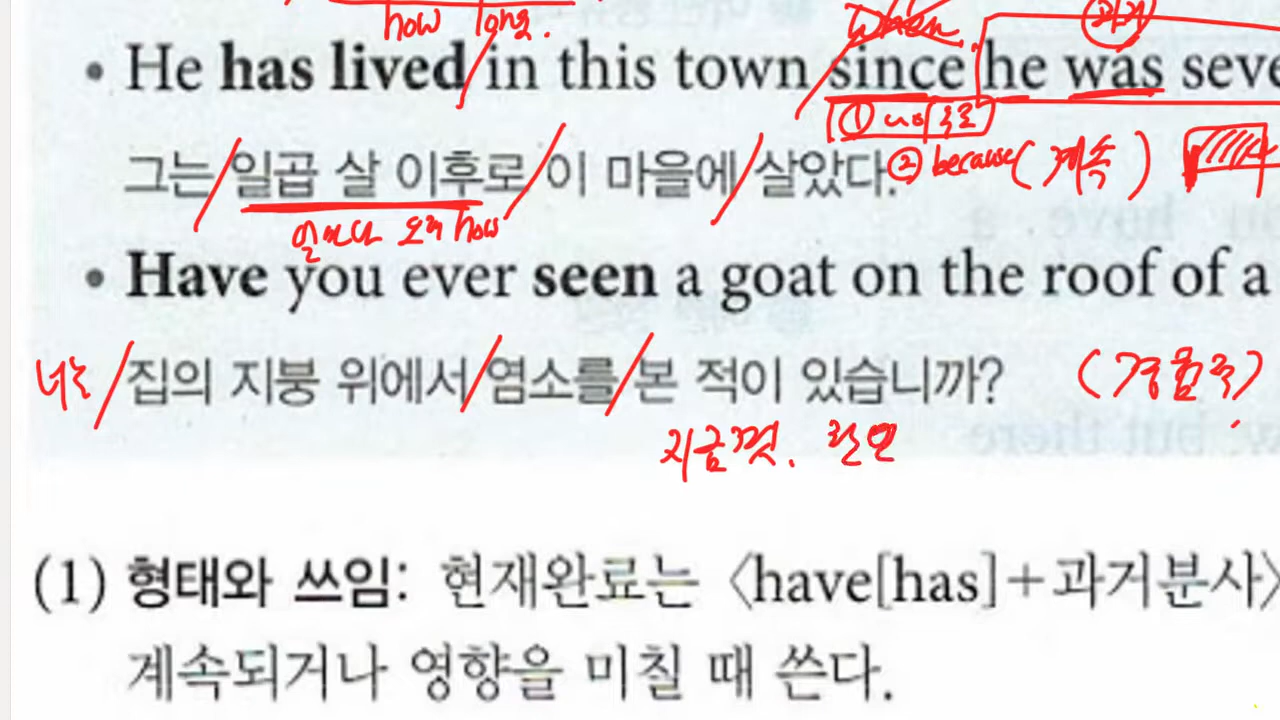 how long.
when 과거
• He has lived in this town since he was seve
① 이후로
그는 일곱 살 이후로 이 마을에 살았다. ② because (계속)
얼마나 오래 how
• Have you ever seen a goat on the roof of a
너는 집의 지붕 위에서 염소를 본 적이 있습니까? (경험)
지금껏.
(1) 형태와 쓰임: 현재완료는 〈have[has]+과거분사〉
계속되거나 영향을 미칠 때 쓴다.